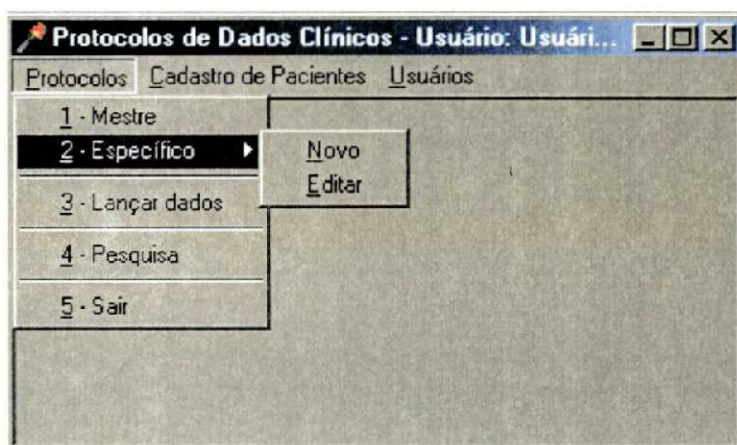 Protocolos de Dados Clínicos - Usuário: Usuári...
Protocolos Cadastro de Pacientes Usuários
1 - Mestre
2 - Específico
Novo
Editar
3 - Lançar dados
4 - Pesquisa
5 - Sair